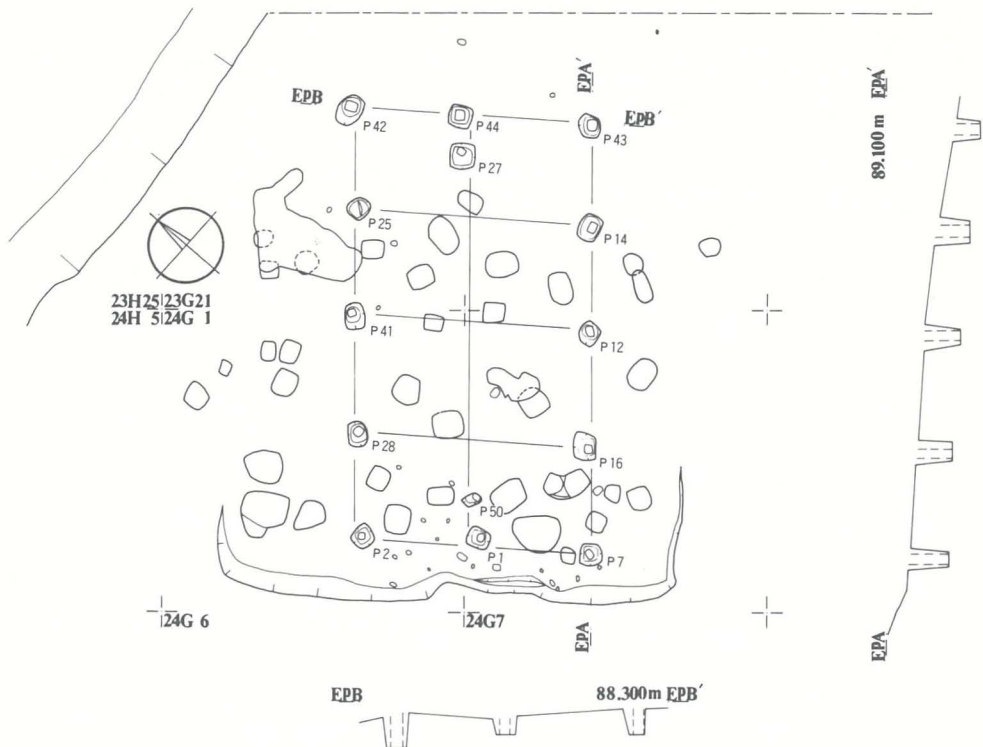 EPA´
EPA´
EPB
EPB´
P42
P44
P43
P27
89.100 m
P25
P14
23H25 23G21
24H 5 24G 1
P41
P12
P28
P16
P50
P2
P1
P7
24G 6
24G7
EPA
EPA
EPB
88.300m EPB´